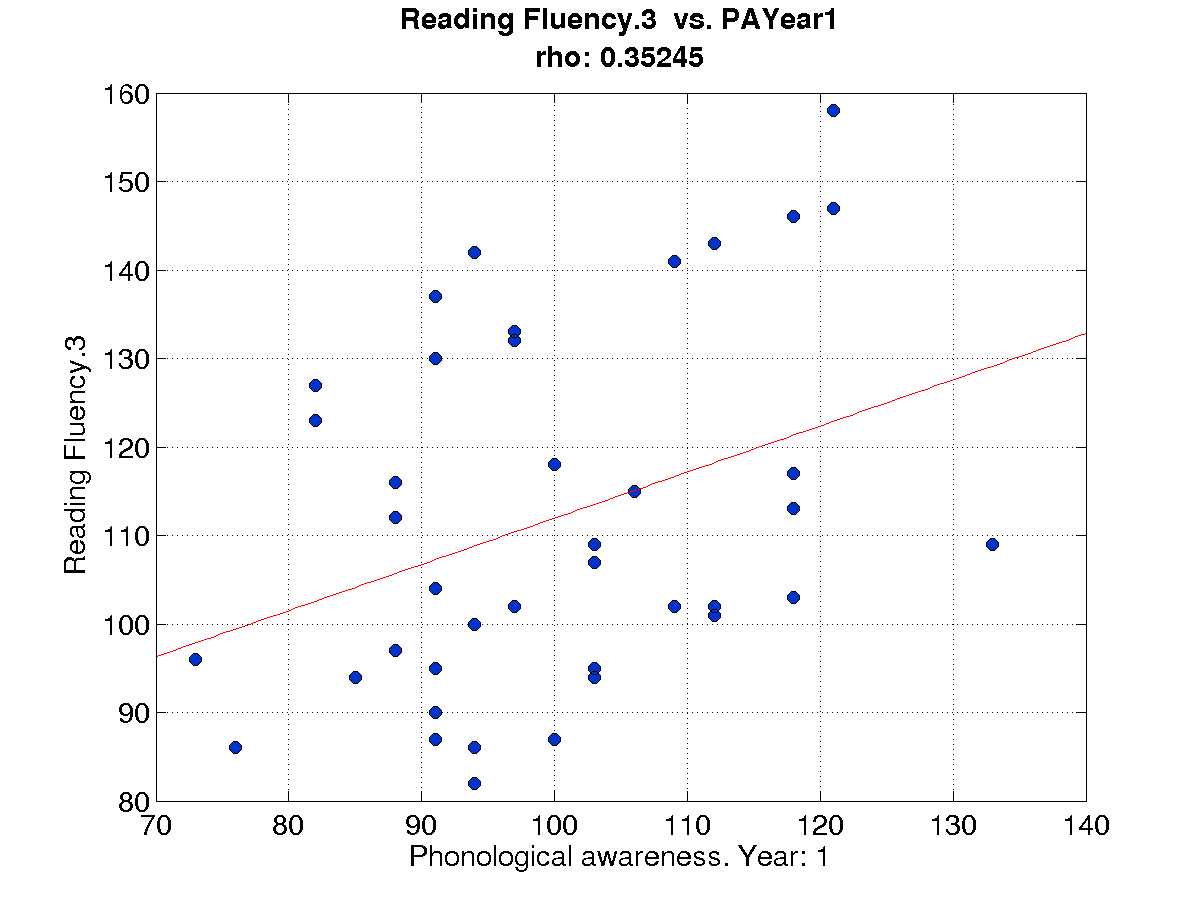 Reading Fluency.3  vs. PAYear1
rho: 0.35245
160
150
140
130
120
110
100
90
80
Reading Fluency.3
70 80 90 100 110 120 130 140
Phonological awareness. Year: 1